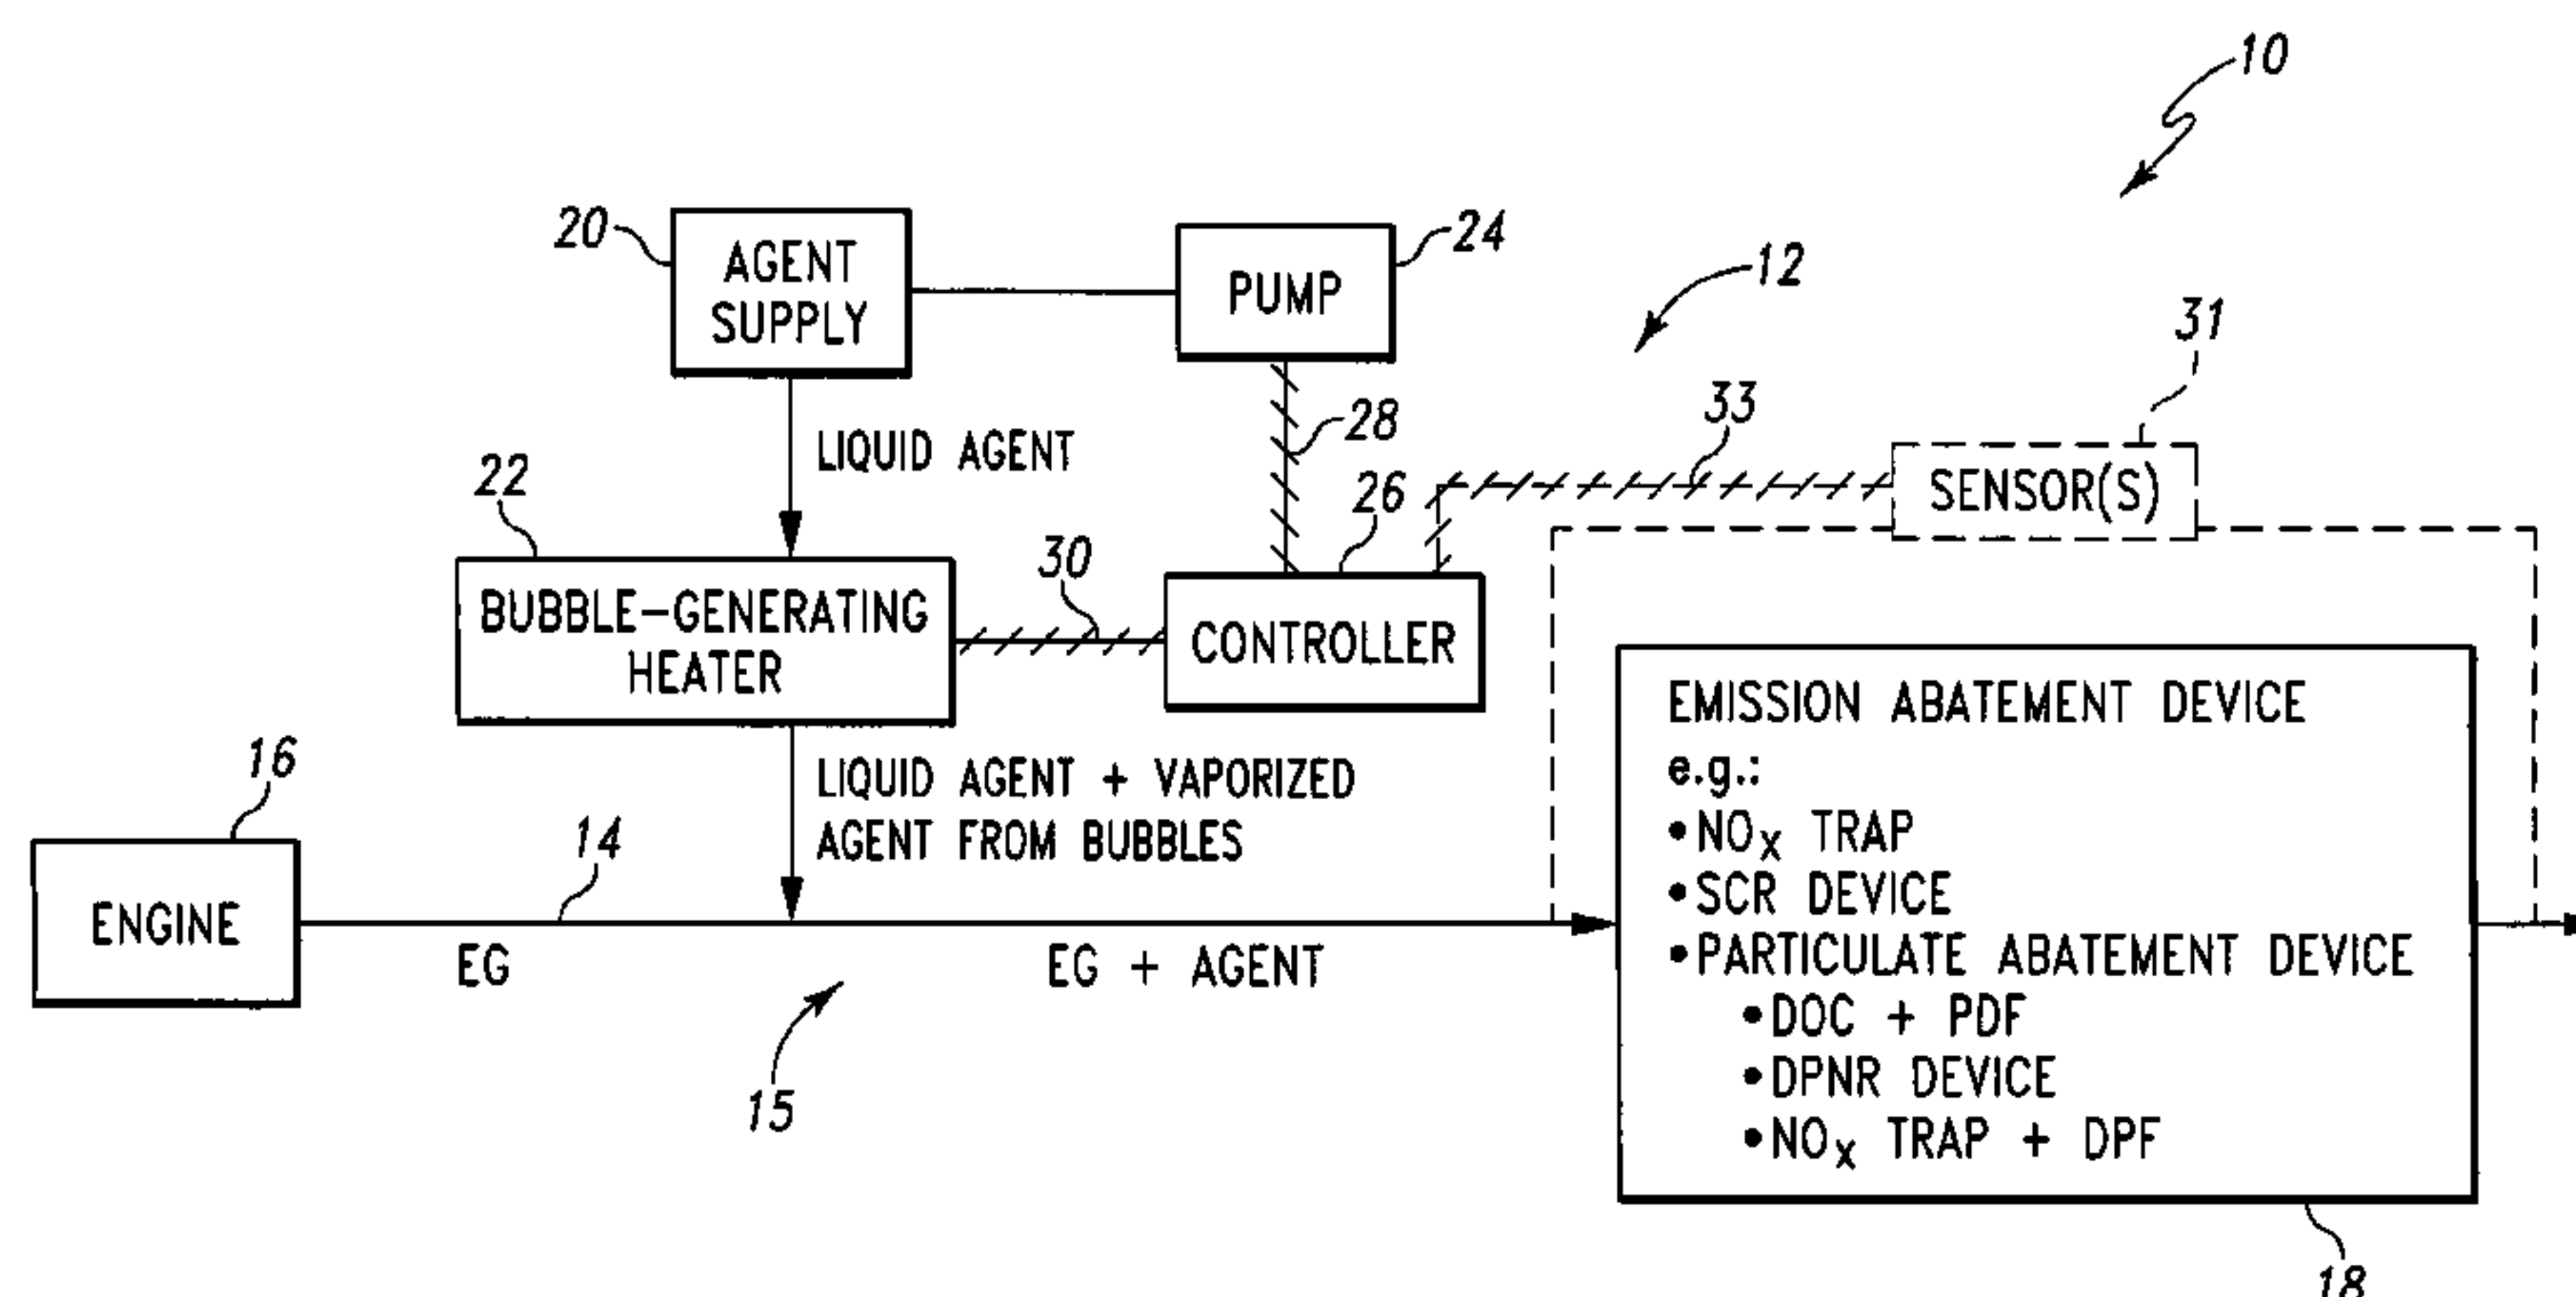 10
20
AGENT
SUPPLY
PUMP
24
12
31
LIQUID AGENT
28
33
SENSOR(S)
22
26
30
BUBBLE-GENERATING
HEATER
CONTROLLER
16
14
LIQUID AGENT + VAPORIZED
AGENT FROM BUBBLES
ENGINE
EG
EG + AGENT
15
EMISSION ABATEMENT DEVICE
e.g.:
•NOX TRAP
•SCR DEVICE
•PARTICULATE ABATEMENT DEVICE
•DOC + PDF
•DPNR DEVICE
•NOX TRAP + DPF
18